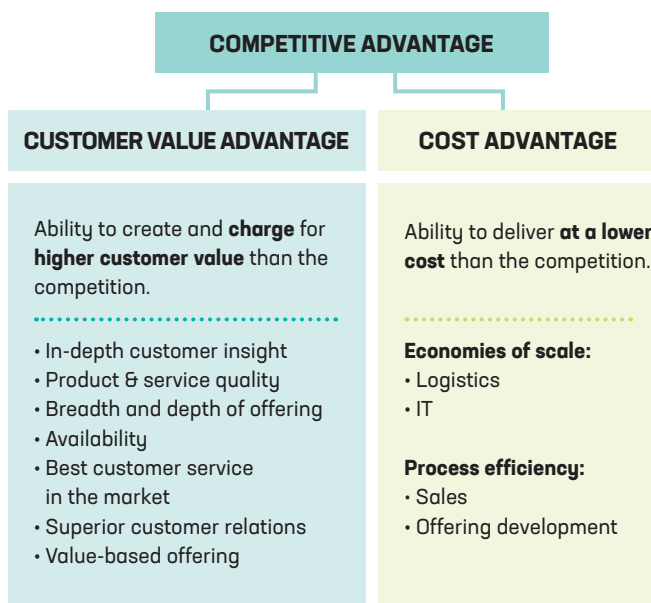 COMPETITIVE ADVANTAGE
CUSTOMER VALUE ADVANTAGE
Ability to create and charge for
higher customer value than the
competition.
• In-depth customer insight
• Product & service quality
• Breadth and depth of offering
• Availability
• Best customer service
in the market
• Superior customer relations
• Value-based offering
COST ADVANTAGE
Ability to deliver at a lower
cost than the competition.
Economies of scale:
• Logistics
• IT
Process efficiency:
• Sales
• Offering development